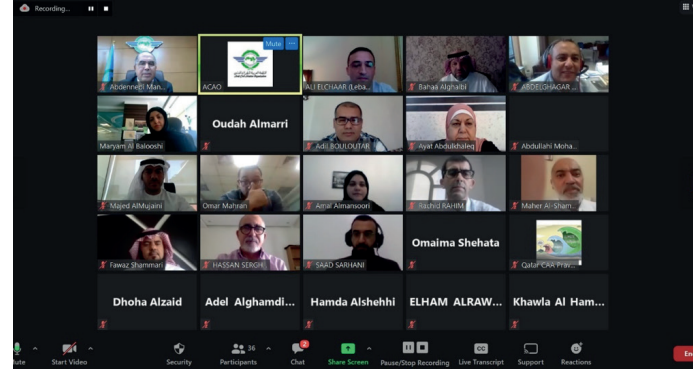 Recording...
Mute ...
Abdennebi Man...
ACAO
ALI ELCHAAR (Leba...
Bahaa Alghaibi
ABDELGHAGAR ...
Maryam Al Balooshi
Oudah Almarri
Adil BOULOUTAR
Ayat Abdulkhaleq
Abdullahi Moha...
Majed AlMujaini
Omar Mahran
Amal Almansoori
Rachid RAHIM
Maher Al-Sham...
Fawaz Shammari
HASSAN SERGHI
SAAD SARHANI
Omaima Shehata
Qatar CAA Prav...
Dhoha Alzaid
Adel Alghamdi...
Hamda Alshehhi
ELHAM ALRAW...
Khawla Al Ham...
36
2
CC
ute
Start Video
Security
Participants
Chat
Share Screen
Pause/Stop Recording
Live Transcript
Support
Reactions
En